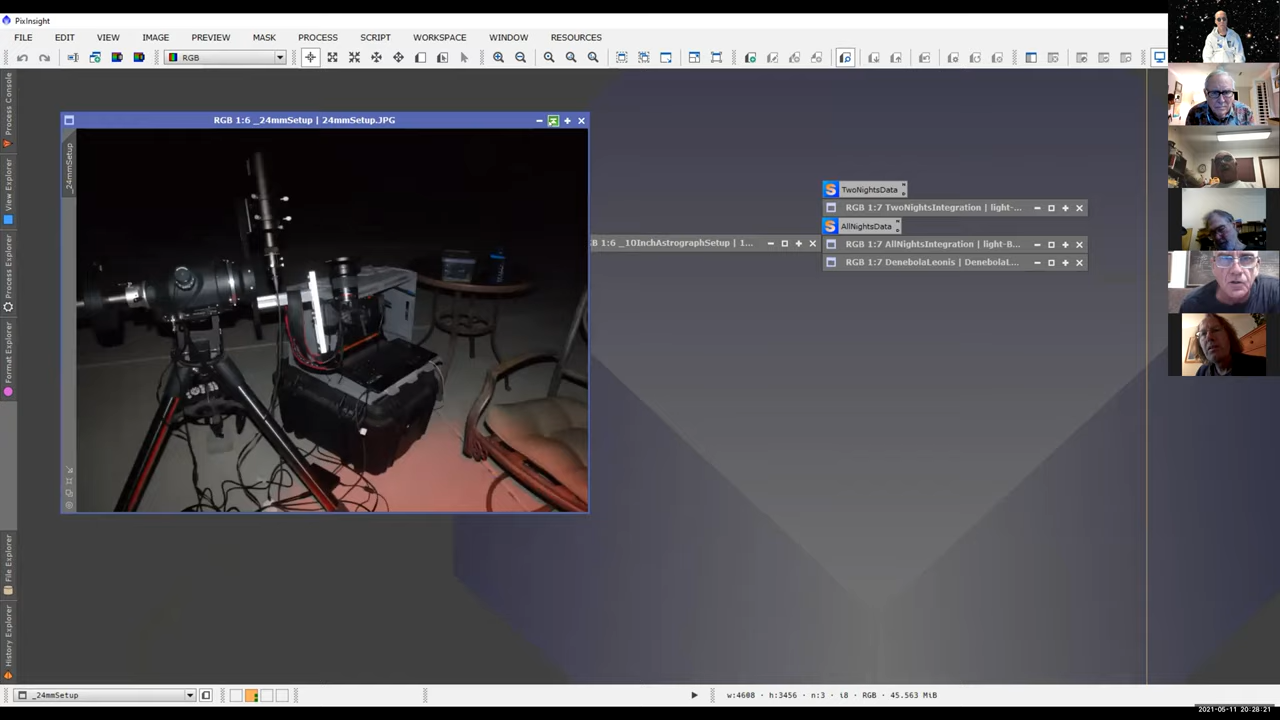 PixInsight
FILE EDIT VIEW IMAGE PREVIEW MASK PROCESS SCRIPT WORKSPACE WINDOW RESOURCES
RGB
Process Console
View Explorer
Process Explorer
Format Explorer
File Explorer
History Explorer
RGB 1:6 _24mmSetup | 24mmSetup.JPG
_24mmSetup
TwoNightsData
RGB 1:7 TwoNightsIntegration | light-...
AllNightsData
GB 1:6 _10InchAstrographSetup | 1...
RGB 1:7 AllNightsIntegration | light-B...
RGB 1:7 DenebolaLeonis | DenebolaL...
_24mmSetup
w:4608 · h:3456 · n:3 · i8 · RGB · 45.563 MiB
2021-05-11 20:28:21